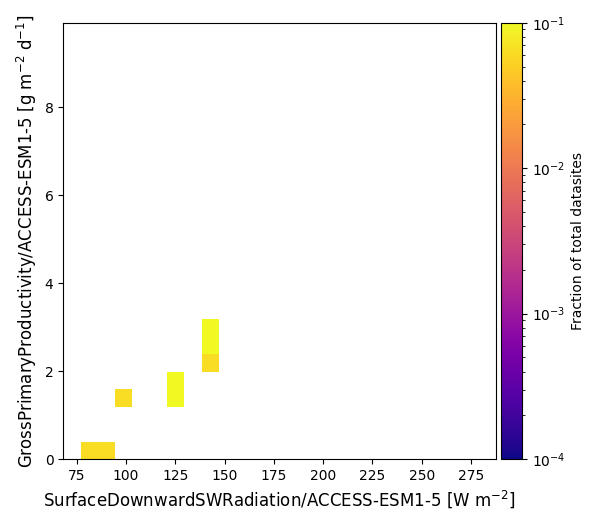 GrossPrimaryProductivity/ACCESS-ESM1-5 [g m⁻² d⁻¹]
8
6
4
2
0
75 100 125 150 175 200 225 250 275
SurfaceDownwardSWRadiation/ACCESS-ESM1-5 [W m⁻²]
10⁻¹
10⁻²
10⁻³
10⁻⁴
Fraction of total datasites